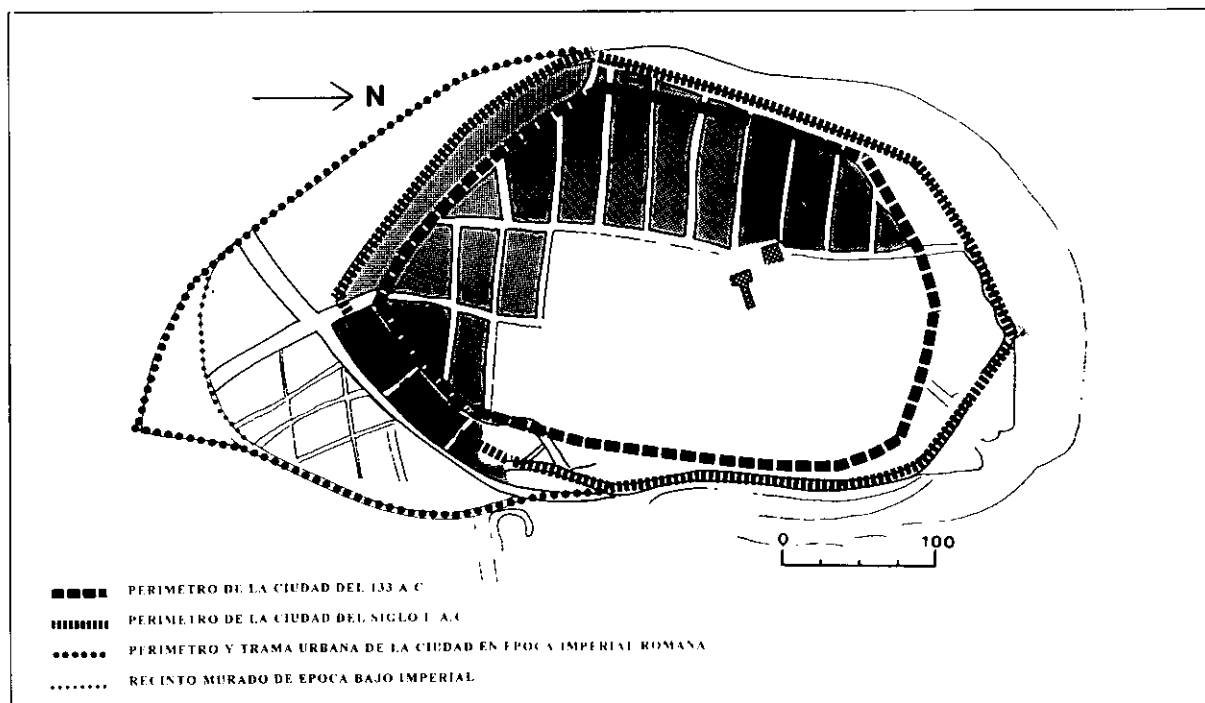 N
0 100
PERIMETRO DE LA CIUDAD DEL 133 A C
PERIMETRO DE LA CIUDAD DEL SIGLO I A.C
PERIMETRO Y TRAMA URBANA DE LA CIUDAD EN EPOCA IMPERIAL ROMANA
RECINTO MURADO DE EPOCA BAJO IMPERIAL